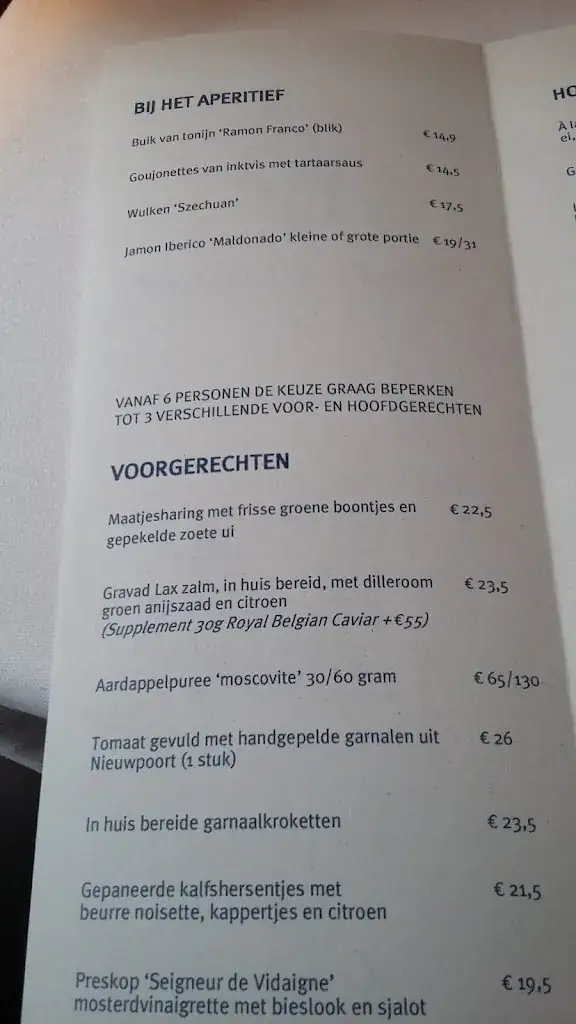 BIJ HET APERITIEF
Buik van tonijn 'Ramon Franco' (blik) € 14,9
Goujonettes van inktvis met tartaarsaus € 14,5
Wulken 'Szechuan' € 17,5
Jamon Iberico 'Maldonado' kleine of grote portie € 19/31
VANAF 6 PERSONEN DE KEUZE GRAAG BEPERKEN
TOT 3 VERSCHILLENDE VOOR- EN HOOFDGERECHTEN
VOORGERECHTEN
Maatjesharing met frisse groene boontjes en € 22,5
gepekelde zoete ui
Gravad Lax zalm, in huis bereid, met dilleroom € 23,5
groen anijszaad en citroen
(Supplement 30g Royal Belgian Caviar +€55)
Aardappelpuree 'moscovite' 30/60 gram € 65/130
Tomaat gevuld met handgepelde garnalen uit € 26
Nieuwpoort (1 stuk)
In huis bereide garnaalkroketten € 23,5
Gepaneerde kalfshersentjes met € 21,5
beurre noisette, kappertjes en citroen
Preskop 'Seigneur de Vidaigne' € 19,5
mosterdvinaigrette met bieslook en sjalot
HO
À la
ei,